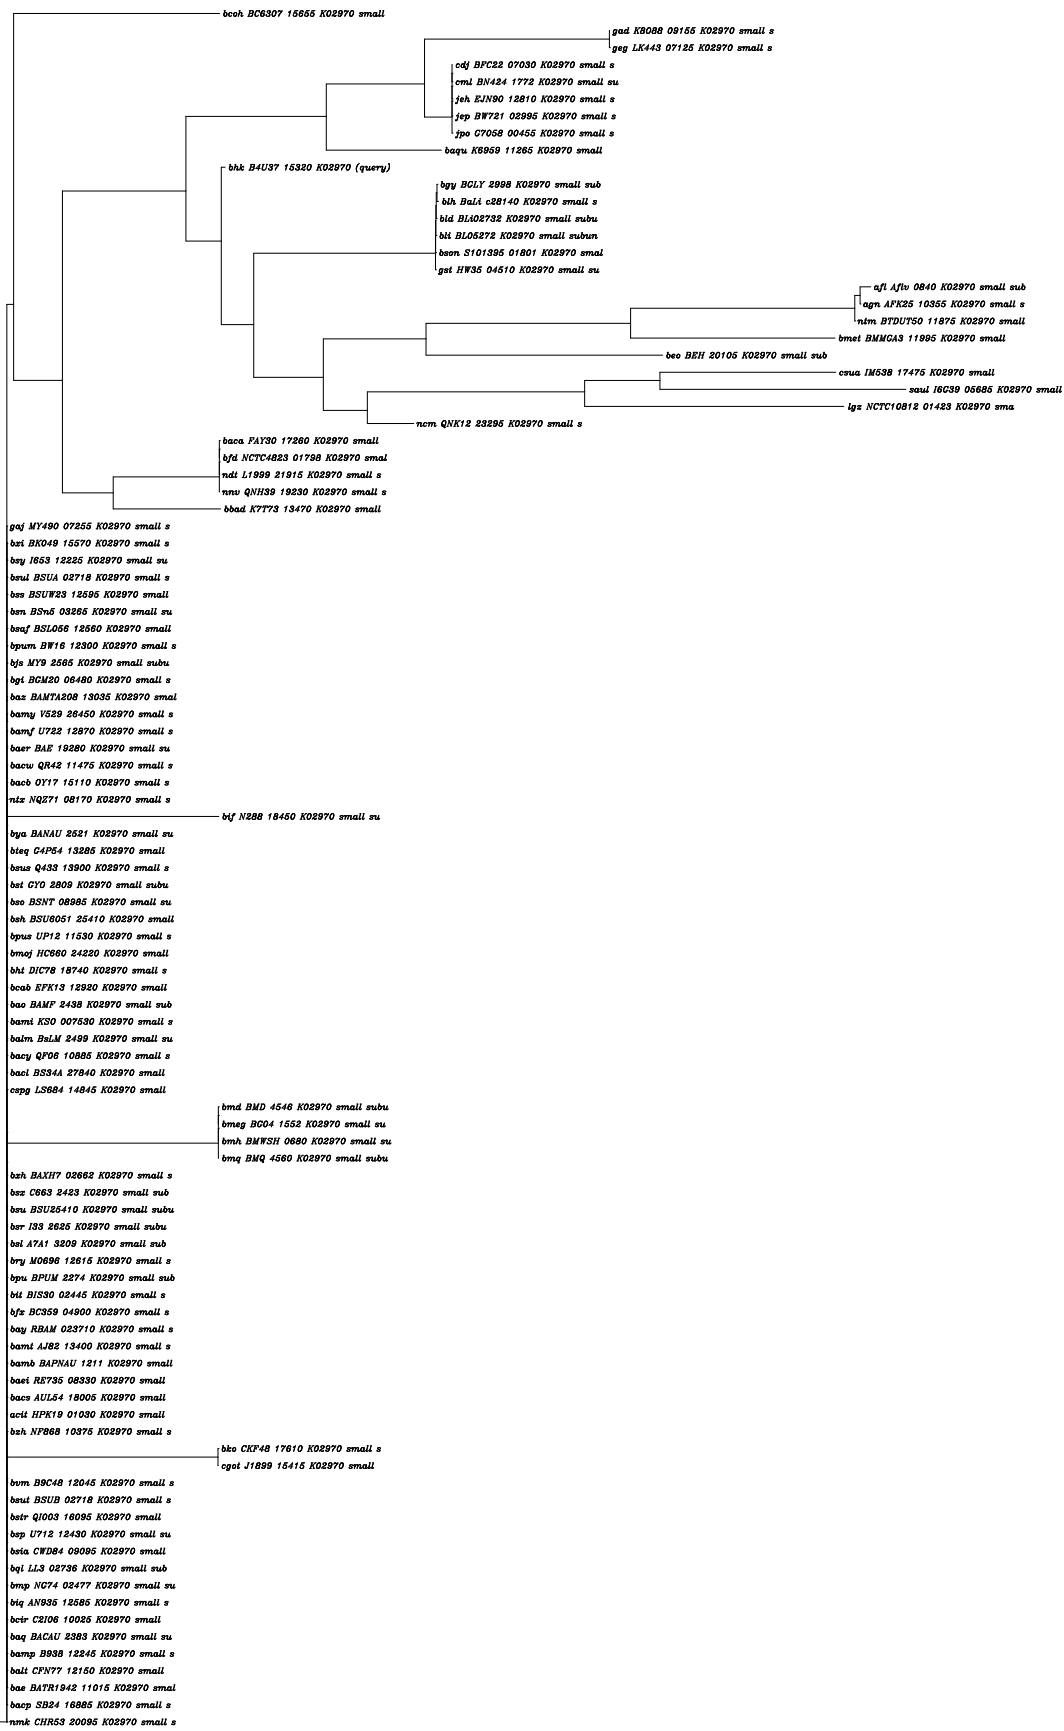 bcoh BC6307 15655 K02970 small
gad K8088 09155 K02970 small s
geg LK443 07125 K02970 small s
cdj BFC22 07030 K02970 small s
cml BN424 1772 K02970 small su
jeh EJN90 12810 K02970 small s
jep BW721 02995 K02970 small s
jpo G7058 00455 K02970 small s
baqu K6959 11265 K02970 small
bhk B4U37 15320 K02970 (query)
bgy BGLY 2998 K02970 small sub
blh BaLi c28140 K02970 small s
bld BLi02732 K02970 small subu
bli BL05272 K02970 small subun
bson S101395 01801 K02970 smal
gst HW35 04510 K02970 small su
afl Aflv 0840 K02970 small sub
agn AFK25 10355 K02970 small s
ntm BTDUT50 11875 K02970 small
bmet BMMGA3 11995 K02970 small
beo BEH 20105 K02970 small sub
csua IM538 17475 K02970 small
saul I6G39 05685 K02970 small
lgz NCTC10812 01423 K02970 sma
ncm QNK12 23295 K02970 small s
baca FAY30 17260 K02970 small
bfd NCTC4823 01798 K02970 smal
ndt L1999 21915 K02970 small s
nnv QNH39 19230 K02970 small s
bbad K7T73 13470 K02970 small
gaj MY490 07255 K02970 small s
bxi BK049 15570 K02970 small s
bsy I653 12225 K02970 small su
bsul BSUA 02718 K02970 small s
bss BSUW23 12595 K02970 small
bsn BSn5 03265 K02970 small su
bsaf BSL056 12560 K02970 small
bpum BW16 12300 K02970 small s
bjs MY9 2565 K02970 small subu
bgi BGM20 06480 K02970 small s
baz BAMTA208 13035 K02970 smal
bamy V529 26450 K02970 small s
bamf U722 12870 K02970 small s
baer BAE 19280 K02970 small su
bacw QR42 11475 K02970 small s
bacb OY17 15110 K02970 small s
ntx NQZ71 08170 K02970 small s
bif N288 18450 K02970 small su
bya BANAU 2521 K02970 small su
bteq G4P54 13285 K02970 small
bsus Q433 13900 K02970 small s
bst GYO 2809 K02970 small subu
bso BSNT 08985 K02970 small su
bsh BSU6051 25410 K02970 small
bpus UP12 11530 K02970 small s
bmoj HC660 24220 K02970 small
bht DIC78 18740 K02970 small s
bcab EFK13 12920 K02970 small
bao BAMF 2438 K02970 small sub
bami KSO 007530 K02970 small s
balm BsLM 2499 K02970 small su
bacy QF06 10885 K02970 small s
bacl BS34A 27840 K02970 small
cspg LS684 14845 K02970 small
bmd BMD 4546 K02970 small subu
bmeg BG04 1552 K02970 small su
bmh BMWSH 0680 K02970 small su
bmq BMQ 4560 K02970 small subu
bxh BAXH7 02662 K02970 small s
bsx C663 2423 K02970 small sub
bsu BSU25410 K02970 small subu
bsr I33 2625 K02970 small subu
bsl A7A1 3209 K02970 small sub
bry M0696 12615 K02970 small s
bpu BPUM 2274 K02970 small sub
bit BIS30 02445 K02970 small s
bfx BC359 04900 K02970 small s
bay RBAM 023710 K02970 small s
bamt AJ82 13400 K02970 small s
bamb BAPNAU 1211 K02970 small
baei RE735 08330 K02970 small
bacs AUL54 18005 K02970 small
acit HPK19 01030 K02970 small
bzh NF868 10375 K02970 small s
bko CKF48 17610 K02970 small s
cgot J1899 15415 K02970 small
bvm B9C48 12045 K02970 small s
bsut BSUB 02718 K02970 small s
bstr QI003 16095 K02970 small
bsp U712 12430 K02970 small su
bsia CWD84 09095 K02970 small
bql LL3 02736 K02970 small sub
bmp NG74 02477 K02970 small su
biq AN935 12585 K02970 small s
bcir C2I06 10025 K02970 small
baq BACAU 2383 K02970 small su
bamp B938 12245 K02970 small s
balt CFN77 12150 K02970 small
bae BATR1942 11015 K02970 smal
bacp SB24 16885 K02970 small s
nmk CHR53 20095 K02970 small s